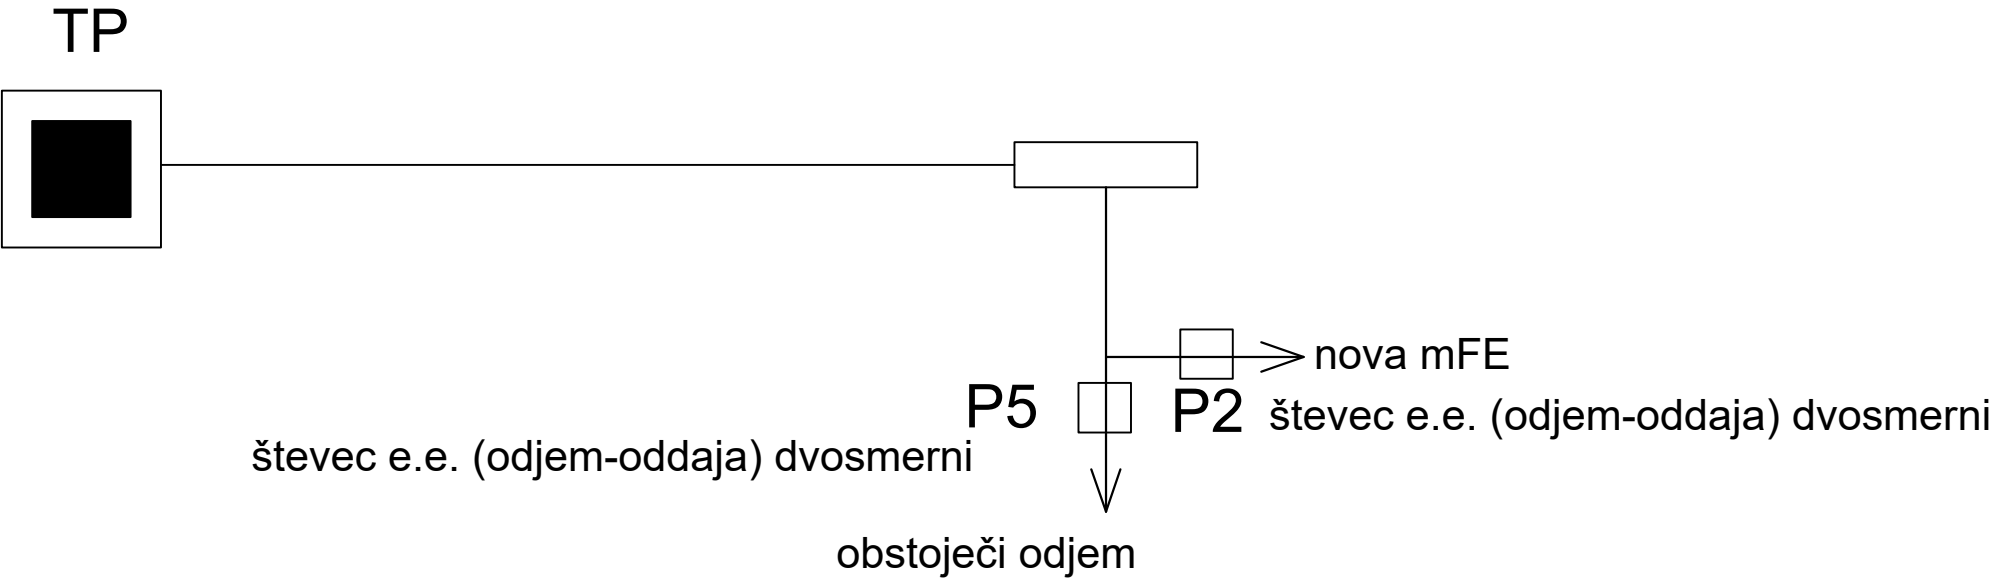 TP
nova mFE
P5
P2
števec e.e. (odjem-oddaja) dvosmerni
števec e.e. (odjem-oddaja) dvosmerni
obstoječi odjem